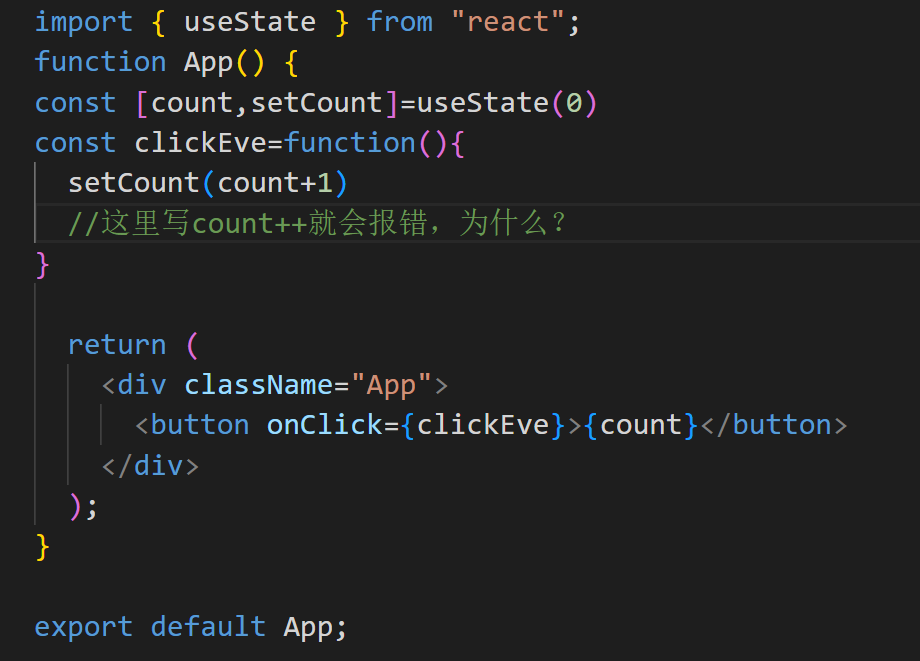 import { useState } from "react";
function App() {
const [count,setCount]=useState(0)
const clickEve=function(){
  setCount(count+1)
  //这里写count++就会报错，为什么？
}
  return (
    <div className="App">
      <button onClick={clickEve}>{count}</button>
    </div>
  );
}
export default App;